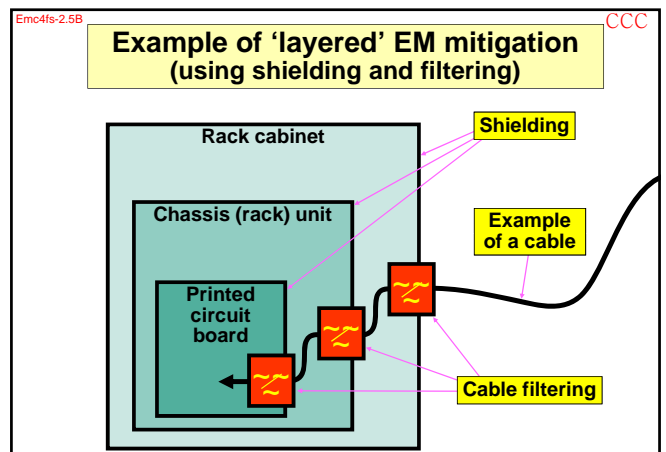 Emc4fs-2.5B
CCC
Example of ‘layered’ EM mitigation
(using shielding and filtering)
Shielding
Rack cabinet
Chassis (rack) unit
Example
of a cable
Printed
circuit
board
Cable filtering